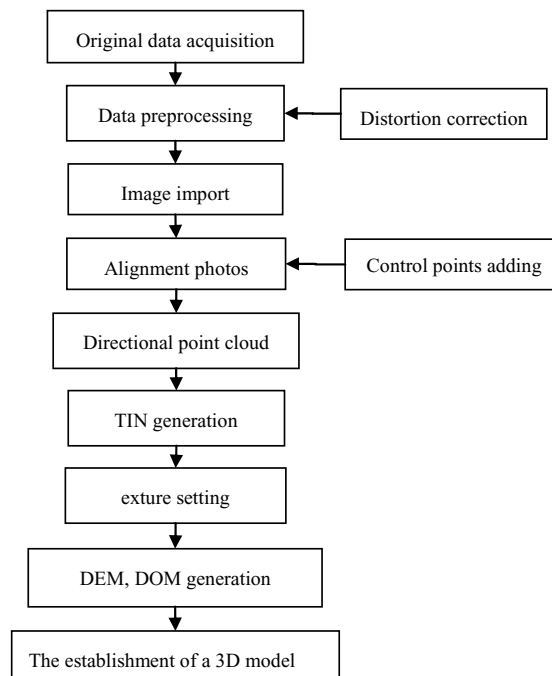 Original data acquisition
Data preprocessing
Distortion correction
Image import
Alignment photos
Control points adding
Directional point cloud
TIN generation
exture setting
DEM, DOM generation
The establishment of a 3D model